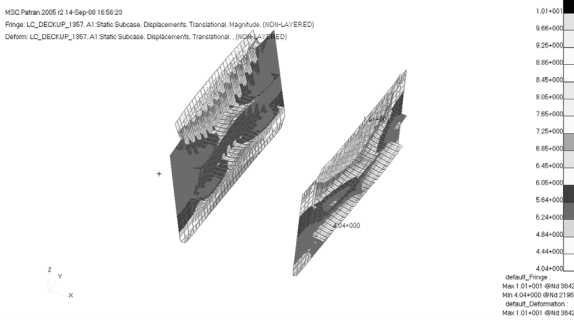 MSC.Patran 2005 r2 14-Sep-08 16:56:23
Fringe: LC_DECKUP_1957, A1:Static Subcase, Displacements, Translational, Magnitude, (NON-LAYERED)
Deform: LC_DECKUP_1957, A1:Static Subcase, Displacements, Translational, , (NON-LAYERED)
1.01+001
9.66+000
9.26+000
8.86+000
8.45+000
8.05+000
7.65+000
7.25+000
6.85+000
6.45+000
6.05+000
5.64+000
5.24+000
4.84+000
4.44+000
4.04+000
1.01+001
4.04+000
Z
Y
X
default_Fringe :
Max 1.01+001 @Nd 3642
Min 4.04+000 @Nd 2196
default_Deformation :
Max 1.01+001 @Nd 3642